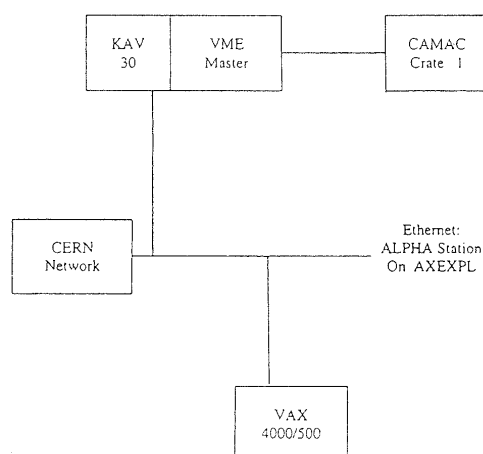 KAV
30
VME
Master
CAMAC
Crate 1
CERN
Network
Ethernet:
ALPHA Station
On AXEXPL
VAX
4000/500